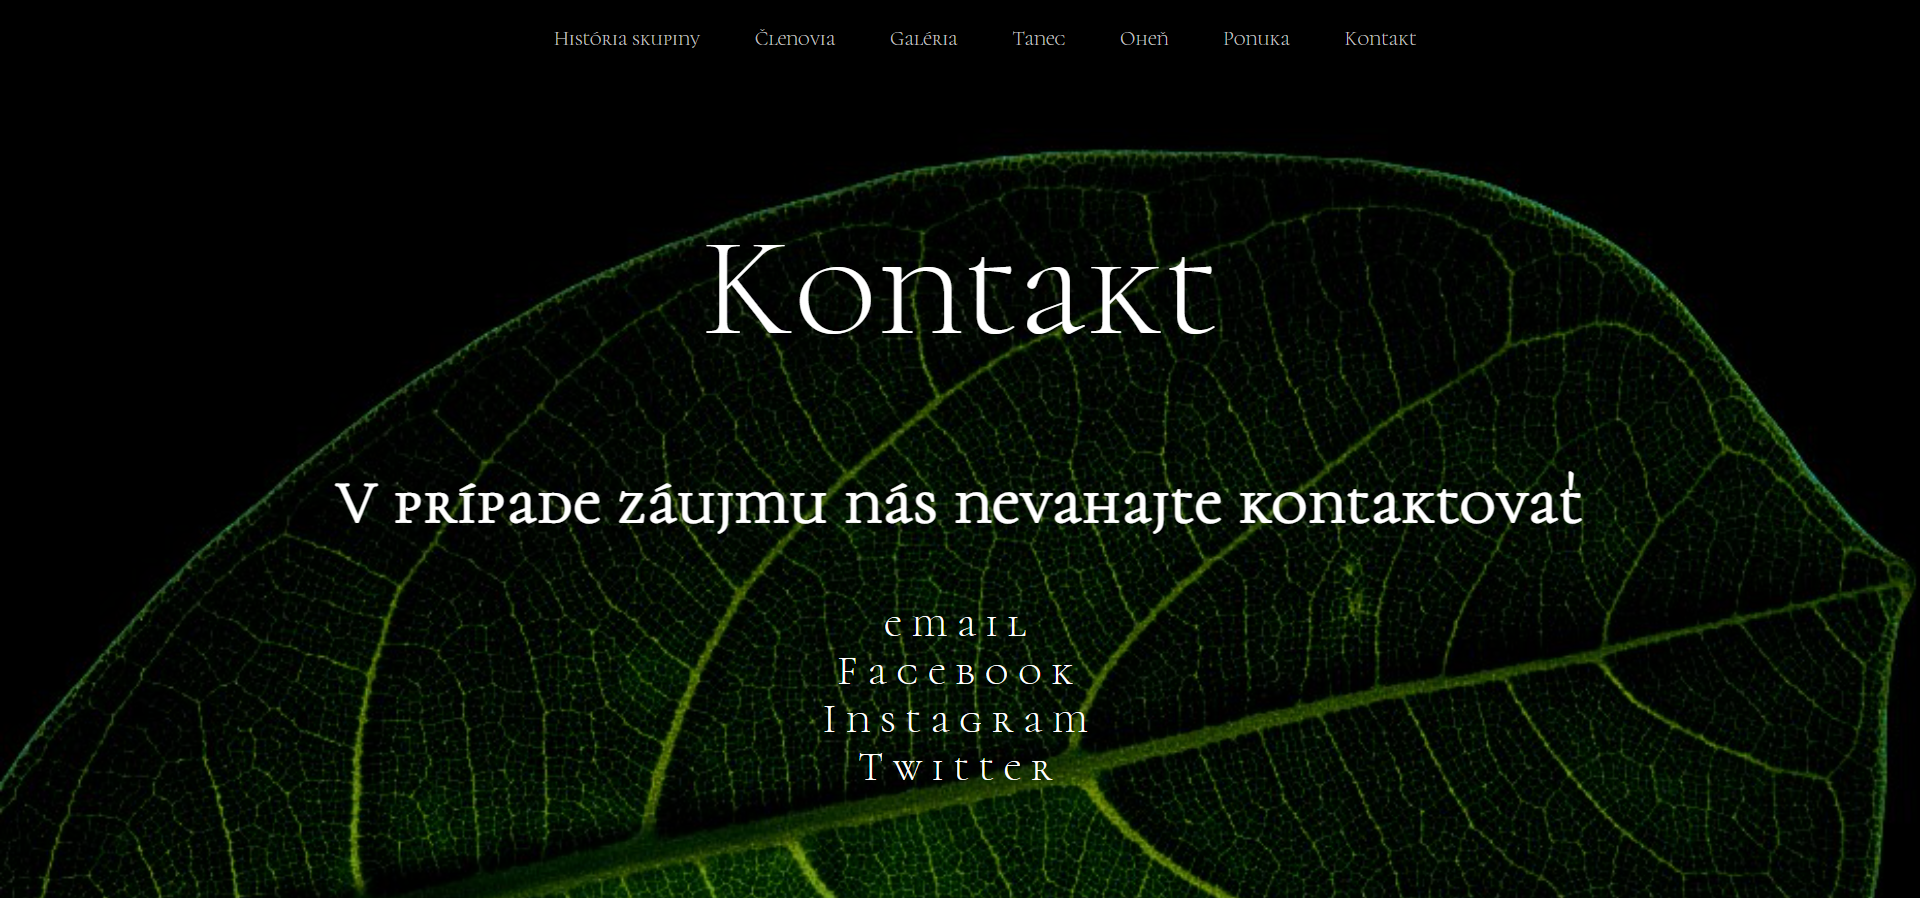 História skupiny Členovia Galéria Tanec Oheň Ponuka Kontakt
Kontakt
V prípade záujmu nás nevahajte kontaktovať
email
Facebook
Instagram
Twitter